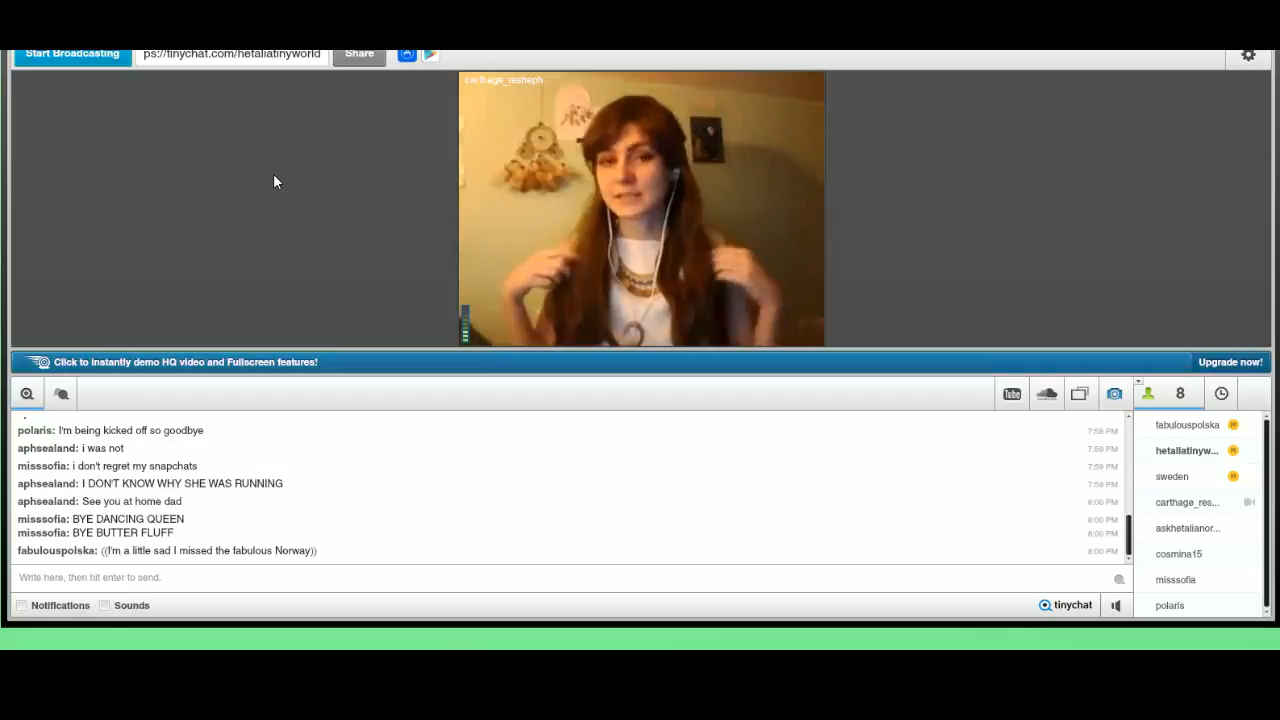 Start Broadcasting
ps://tinychat.com/hetaliatinyworld
Share
carthage_resheph
Click to instantly demo HQ video and Fullscreen features!
Upgrade now!
You Tube
8
polaris: I'm being kicked off so goodbye 7:58 PM
aphsealand: i was not 7:59 PM
misssofia: i don't regret my snapchats 7:59 PM
aphsealand: I DON'T KNOW WHY SHE WAS RUNNING 7:59 PM
aphsealand: See you at home dad 8:00 PM
misssofia: BYE DANCING QUEEN 8:00 PM
misssofia: BYE BUTTER FLUFF 8:00 PM
fabulouspolska: ((I'm a little sad I missed the fabulous Norway)) 8:00 PM
Write here, then hit enter to send.
Notifications
Sounds
tinychat
fabulouspolska M
hetaliatinyw... M
sweden M
carthage_res...
askhetalianor...
cosmina15
misssofia
polaris